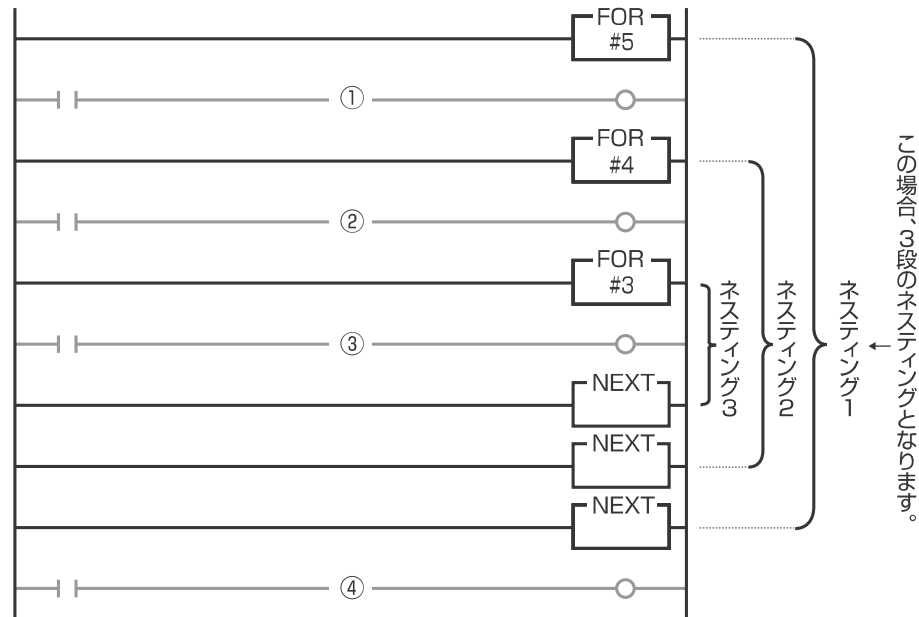 FOR
#5
①
FOR
#4
②
FOR
#3
③
NEXT
NEXT
NEXT
④
ネスティング3
ネスティング2
ネスティング1
この場合、3段のネスティングとなります。